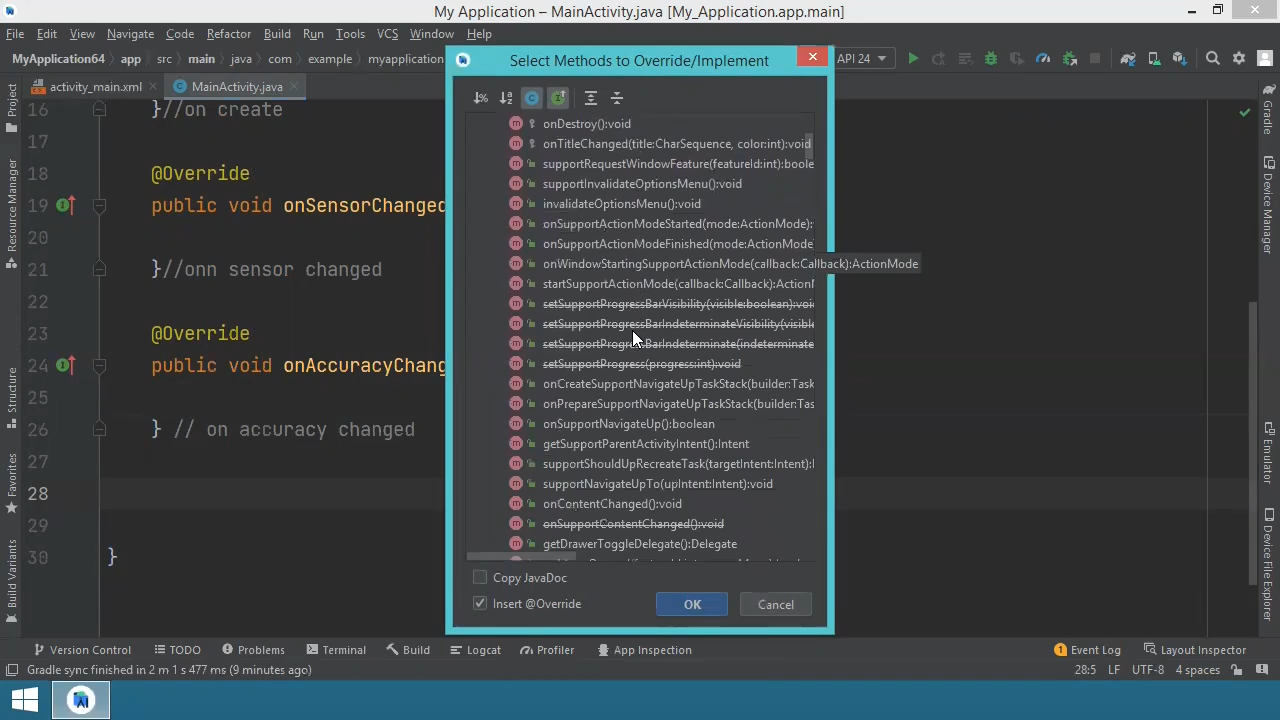 My Application – MainActivity.java [My_Application.app.main]
File Edit View Navigate Code Refactor Build Run Tools VCS Window Help
MyApplication64 app src main java com example myapplication API 24
Select Methods to Override/Implement
activity_main.xml MainActivity.java
16 }//on create
17
18 @Override
19 public void onSensorChanged
20
21 }//onn sensor changed
22
23 @Override
24 public void onAccuracyChang
25
26 } // on accuracy changed
27
28
29
30 }
onDestroy():void
onTitleChanged(title:CharSequence, color:int):void
supportRequestWindowFeature(featureId:int):boole
supportInvalidateOptionsMenu():void
invalidateOptionsMenu():void
onSupportActionModeStarted(mode:ActionMode):
onSupportActionModeFinished(mode:ActionMode
onWindowStartingSupportActionMode(callback:Callback):ActionMode
startSupportActionMode(callback:Callback):Action
setSupportProgressBarVisibility(visible:boolean):voi
setSupportProgressBarIndeterminateVisibility(visible
setSupportProgressBarIndeterminate(indeterminate
setSupportProgress(progress:int):void
onCreateSupportNavigateUpTaskStack(builder:Task
onPrepareSupportNavigateUpTaskStack(builder:Tas
onSupportNavigateUp():boolean
getSupportParentActivityIntent():Intent
supportShouldUpRecreateTask(targetIntent:Intent):
supportNavigateUpTo(upIntent:Intent):void
onContentChanged():void
onSupportContentChanged():void
getDrawerToggleDelegate():Delegate
Copy JavaDoc
Insert @Override OK Cancel
Project
Resource Manager
Structure
Favorites
Build Variants
Gradle
Device Manager
Emulator
Device File Explorer
Version Control TODO Problems Terminal Build Logcat Profiler App Inspection 1 Event Log Layout Inspector
Gradle sync finished in 2 m 1 s 477 ms (9 minutes ago) 28:5 LF UTF-8 4 spaces